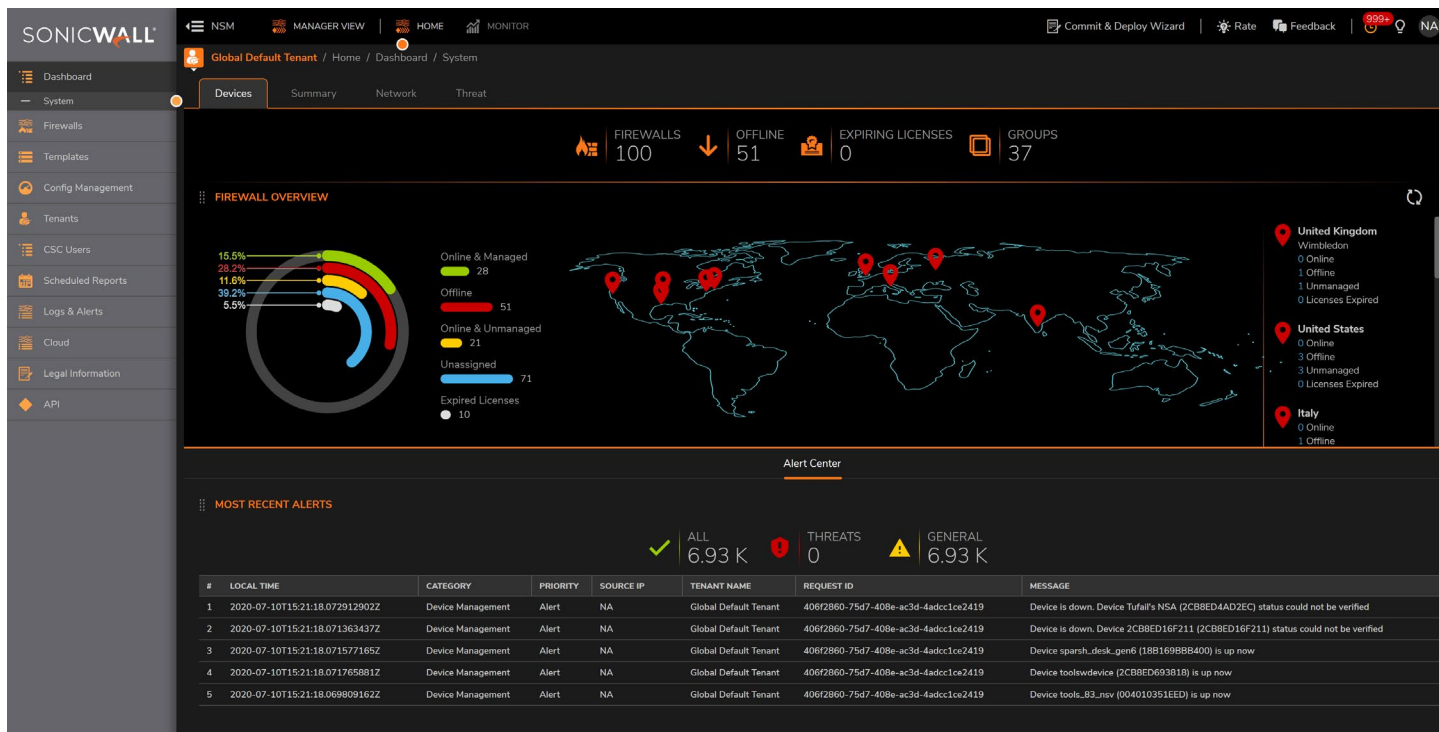 SONICWALL
NSM
MANAGER VIEW
HOME
MONITOR
Commit & Deploy Wizard
Rate
Feedback
999+
NA
Global Default Tenant / Home / Dashboard / System
Dashboard
System
Firewalls
Templates
Config Management
Tenants
CSC Users
Scheduled Reports
Logs & Alerts
Cloud
Legal Information
API
Devices
Summary
Network
Threat
FIREWALLS
100
OFFLINE
51
EXPIRING LICENSES
0
GROUPS
37
FIREWALL OVERVIEW
15.5%
28.2%
11.6%
39.2%
5.5%
Online & Managed
28
Offline
51
Online & Unmanaged
21
Unassigned
71
Expired Licenses
10
United Kingdom
Wimbledon
0 Online
1 Offline
1 Unmanaged
0 Licenses Expired
United States
0 Online
3 Offline
3 Unmanaged
0 Licenses Expired
Italy
0 Online
1 Offline
Alert Center
MOST RECENT ALERTS
ALL
6.93 K
THREATS
0
GENERAL
6.93 K
# LOCAL TIME CATEGORY PRIORITY SOURCE IP TENANT NAME REQUEST ID MESSAGE
1 2020-07-10T15:21:18.072912902Z Device Management Alert NA Global Default Tenant 406f2860-75d7-408e-ac3d-4adcc1ce2419 Device is down. Device Tufail's NSA (2CB8ED4AD2EC) status could not be verified
2 2020-07-10T15:21:18.071363437Z Device Management Alert NA Global Default Tenant 406f2860-75d7-408e-ac3d-4adcc1ce2419 Device is down. Device 2CB8ED16F211 (2CB8ED16F211) status could not be verified
3 2020-07-10T15:21:18.071577165Z Device Management Alert NA Global Default Tenant 406f2860-75d7-408e-ac3d-4adcc1ce2419 Device sparsh_desk_gen6 (18B169BBB400) is up now
4 2020-07-10T15:21:18.071765881Z Device Management Alert NA Global Default Tenant 406f2860-75d7-408e-ac3d-4adcc1ce2419 Device toolswdevice (2CB8ED693818) is up now
5 2020-07-10T15:21:18.069809162Z Device Management Alert NA Global Default Tenant 406f2860-75d7-408e-ac3d-4adcc1ce2419 Device tools_83_nsv (004010351EED) is up now